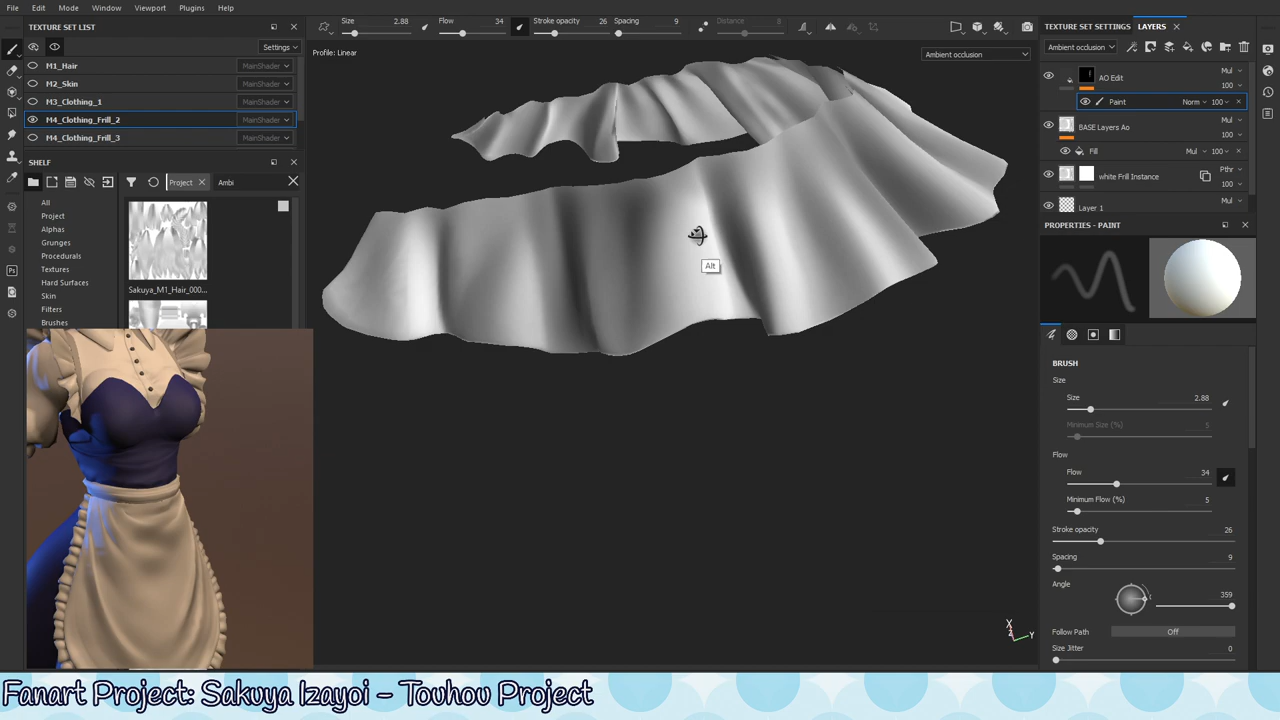 File Edit Mode Window Viewport Plugins Help
TEXTURE SET LIST
Settings
M1_Hair MainShader
M2_Skin MainShader
M3_Clothing_1 MainShader
M4_Clothing_Frill_2 MainShader
M4_Clothing_Frill_3 MainShader
SHELF
Project Ambi
All
Project
Alphas
Grunges
Procedurals
Textures
Hard Surfaces
Skin
Filters
Brushes
Sakuya_M1_Hair_000...
Size 2.88 Flow 34 Stroke opacity 26 Spacing 9 Distance 8
Profile: Linear
Ambient occlusion
Alt
X
Z Y
TEXTURE SET SETTINGS LAYERS
Ambient occlusion
AO Edit Mul 100
Paint Norm 100
BASE Layers Ao Mul 100
Fill Mul 100
white Frill Instance Pthr 100
Layer 1 Mul
PROPERTIES - PAINT
BRUSH
Size
Size 2.88
Minimum Size (%) 5
Flow
Flow 34
Minimum Flow (%) 5
Stroke opacity 26
Spacing 9
Angle 359
Follow Path Off
Size Jitter 0
Fanart Project: Sakuya Izayoi - Touhou Project